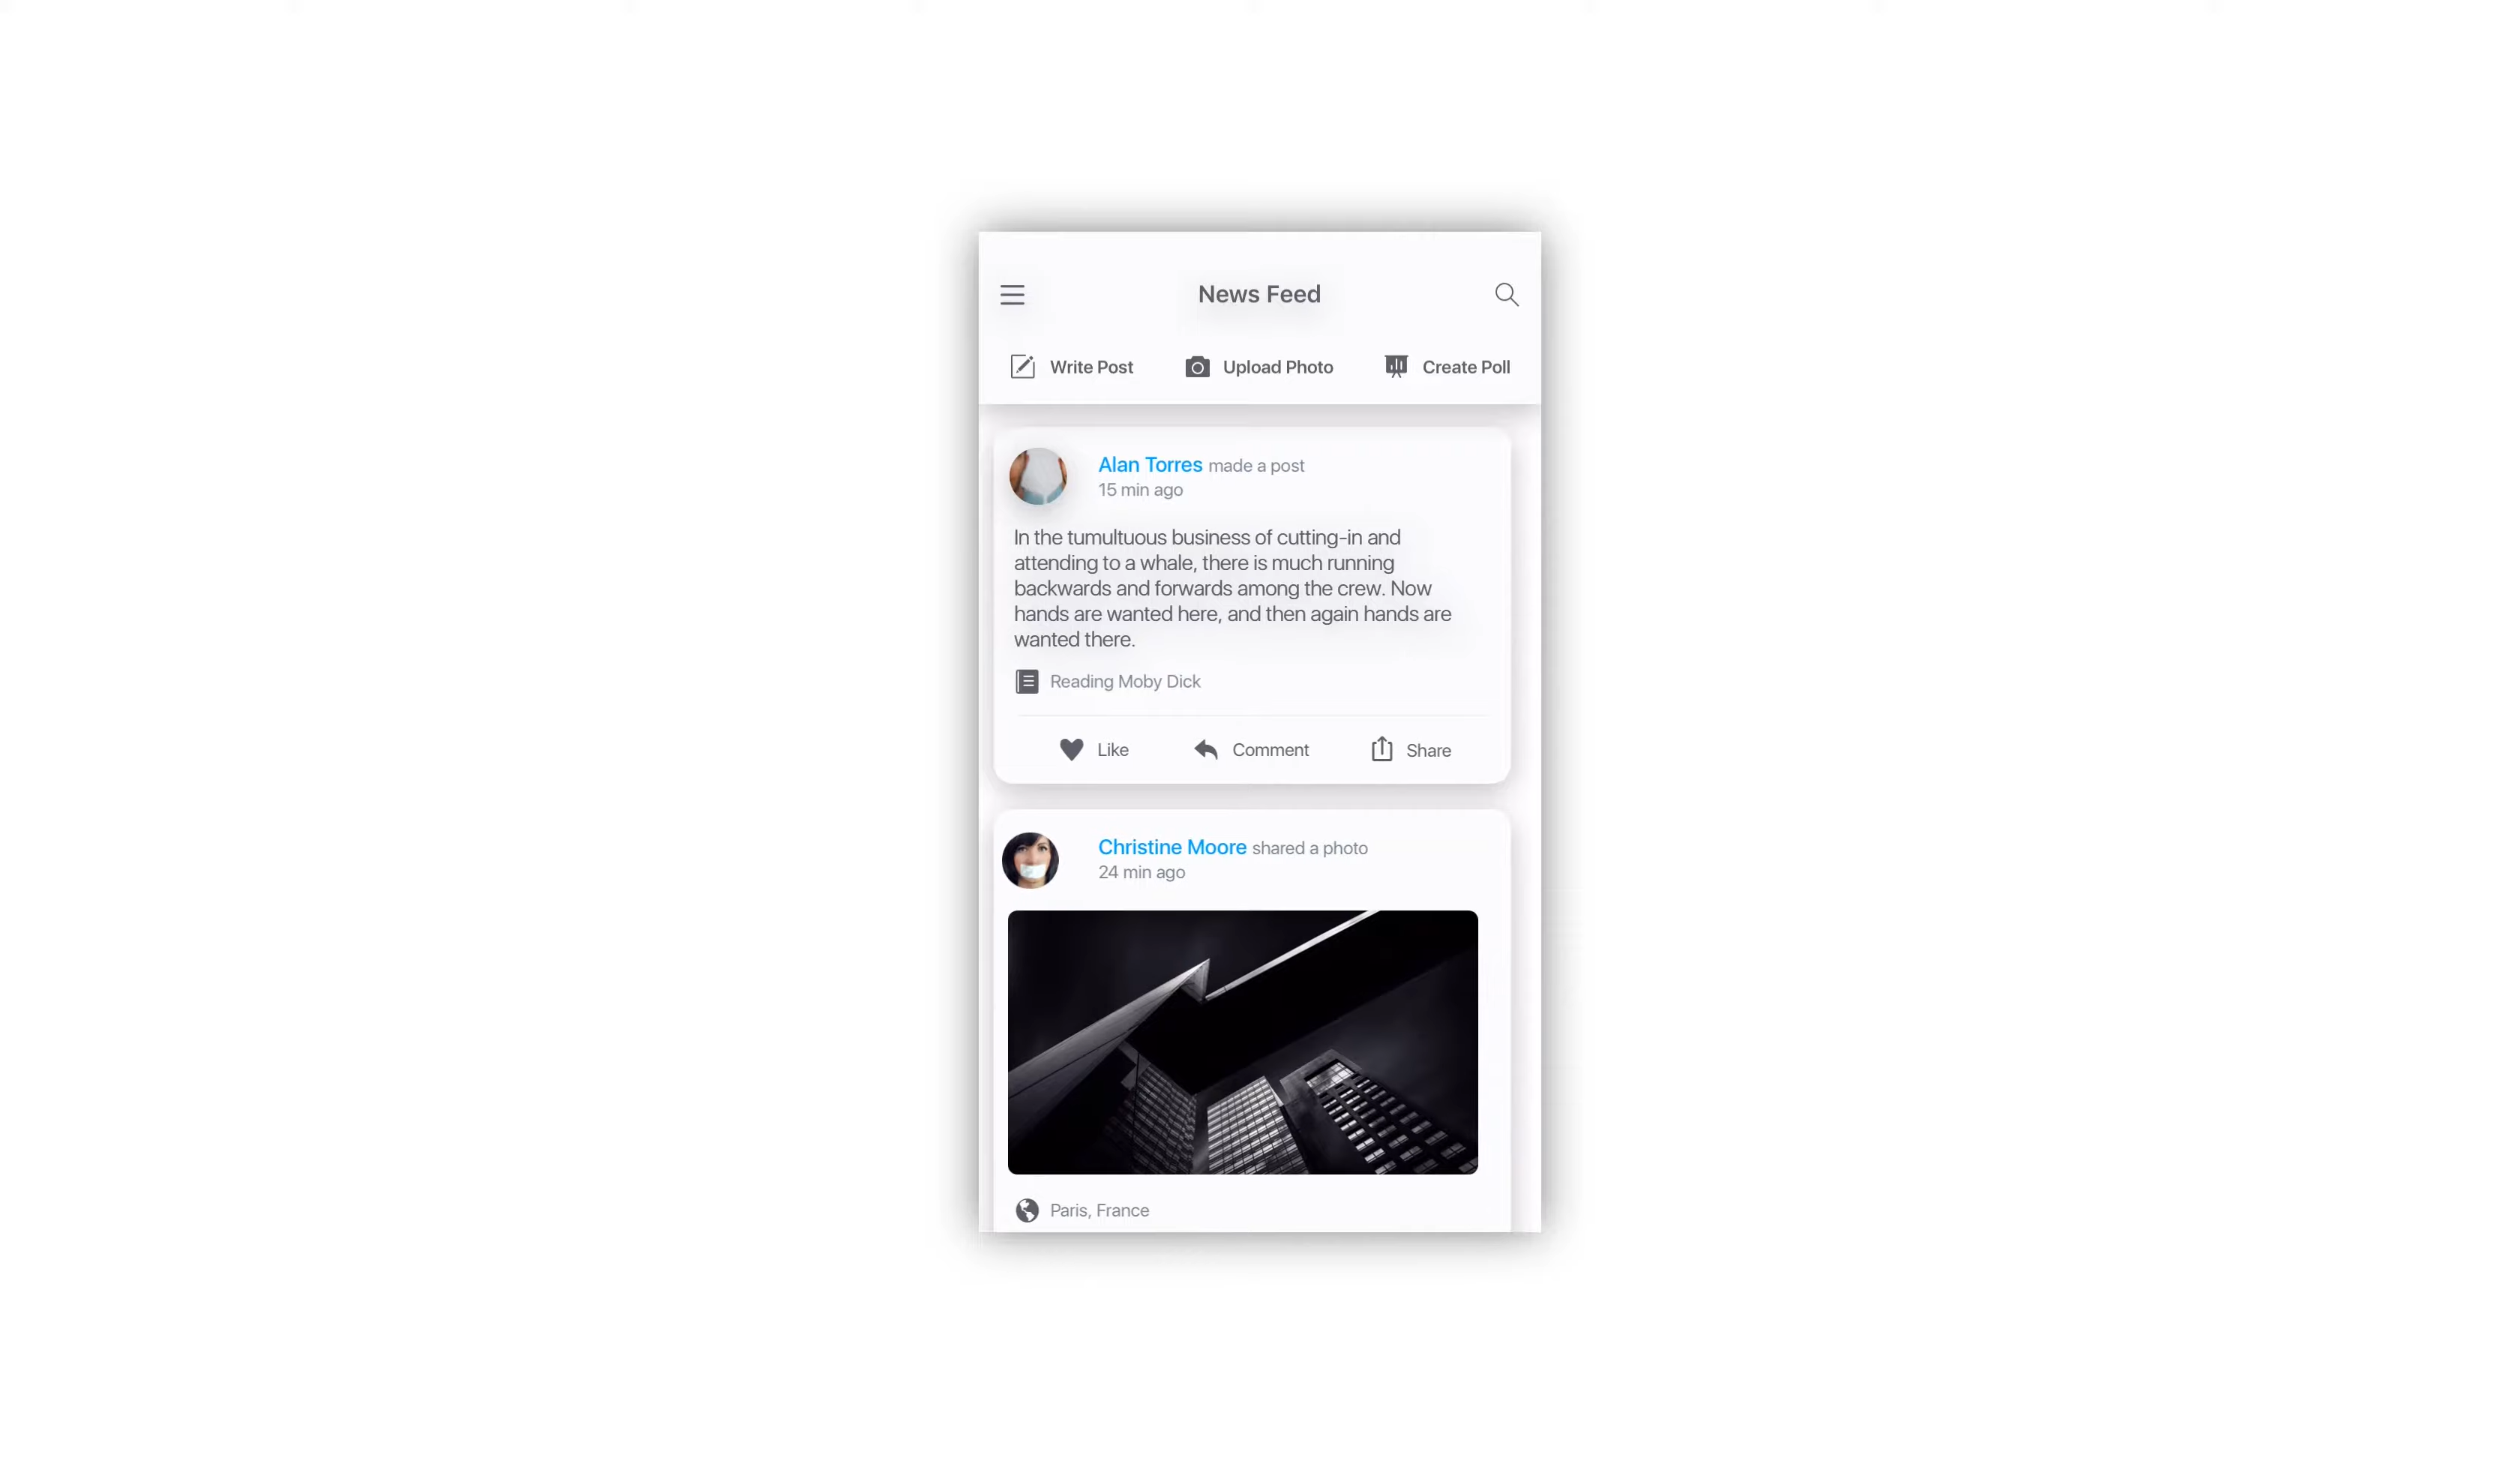 News Feed
Write Post Upload Photo Create Poll
Alan Torres made a post
15 min ago
In the tumultuous business of cutting-in and
attending to a whale, there is much running
backwards and forwards among the crew. Now
hands are wanted here, and then again hands are
wanted there.
Reading Moby Dick
Like Comment Share
Christine Moore shared a photo
24 min ago
Paris, France